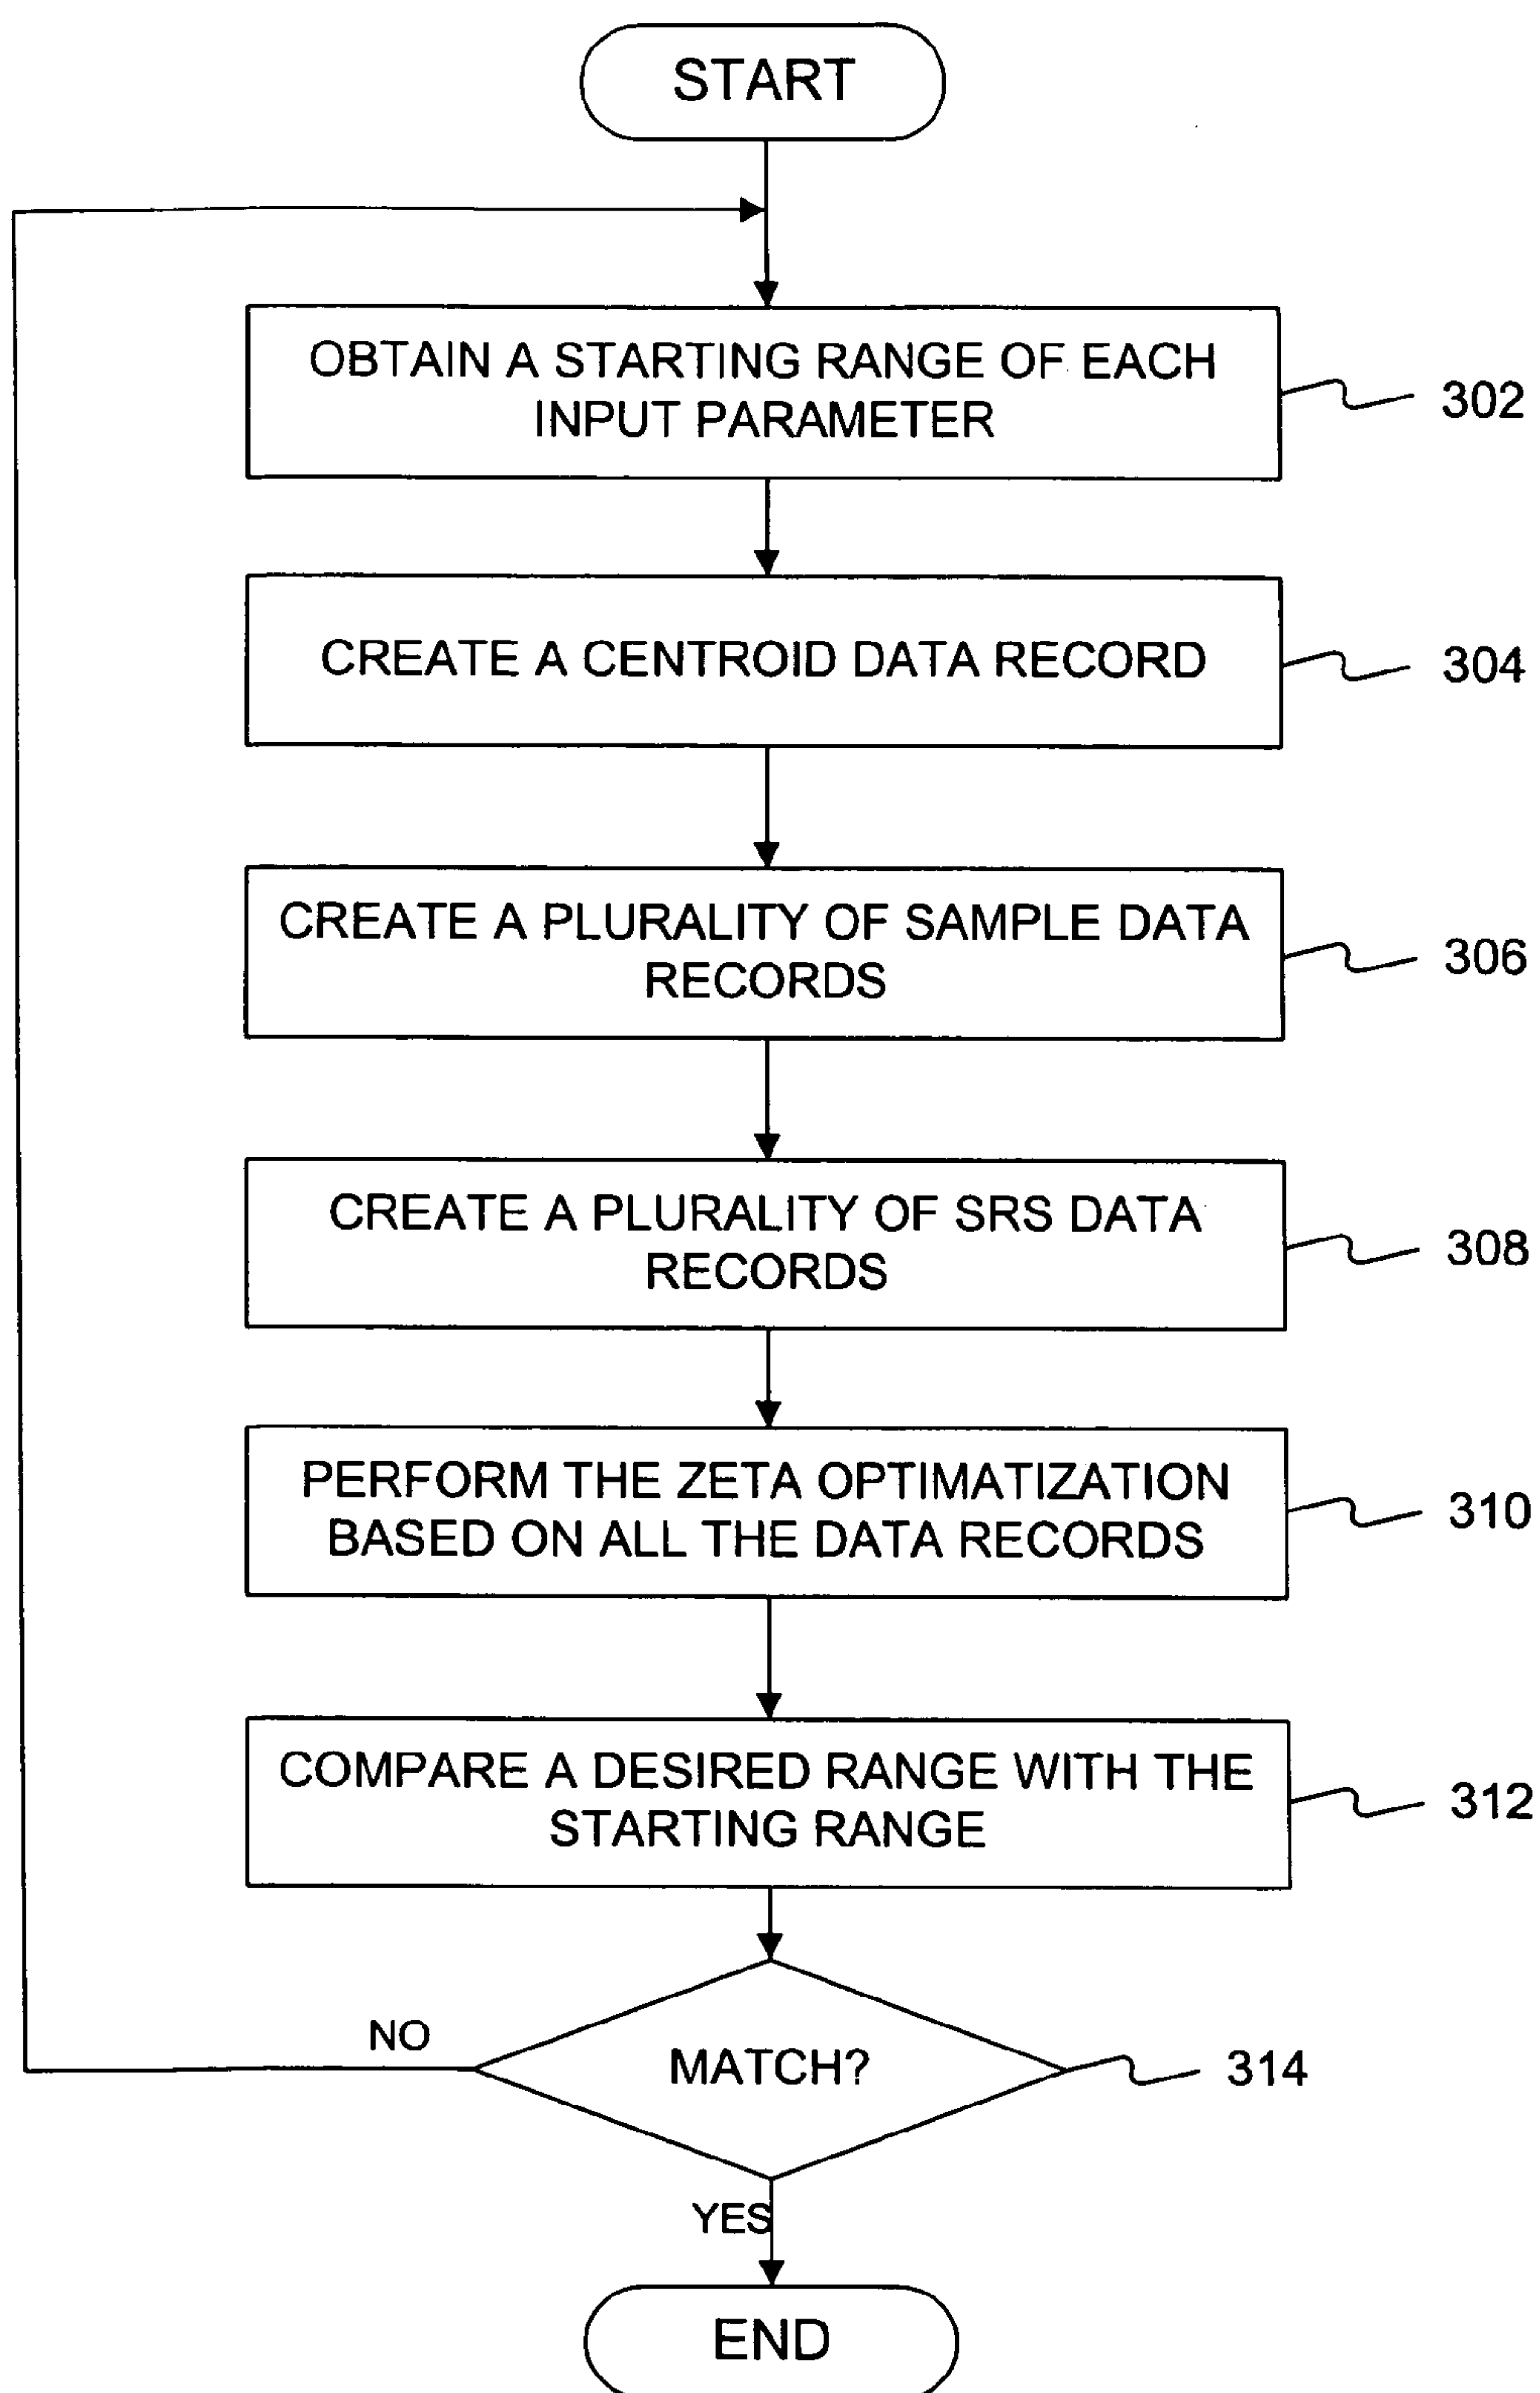 START
OBTAIN A STARTING RANGE OF EACH
INPUT PARAMETER
302
CREATE A CENTROID DATA RECORD
304
CREATE A PLURALITY OF SAMPLE DATA
RECORDS
306
CREATE A PLURALITY OF SRS DATA
RECORDS
308
PERFORM THE ZETA OPTIMATIZATION
BASED ON ALL THE DATA RECORDS
310
COMPARE A DESIRED RANGE WITH THE
STARTING RANGE
312
NO
MATCH?
314
YES
END